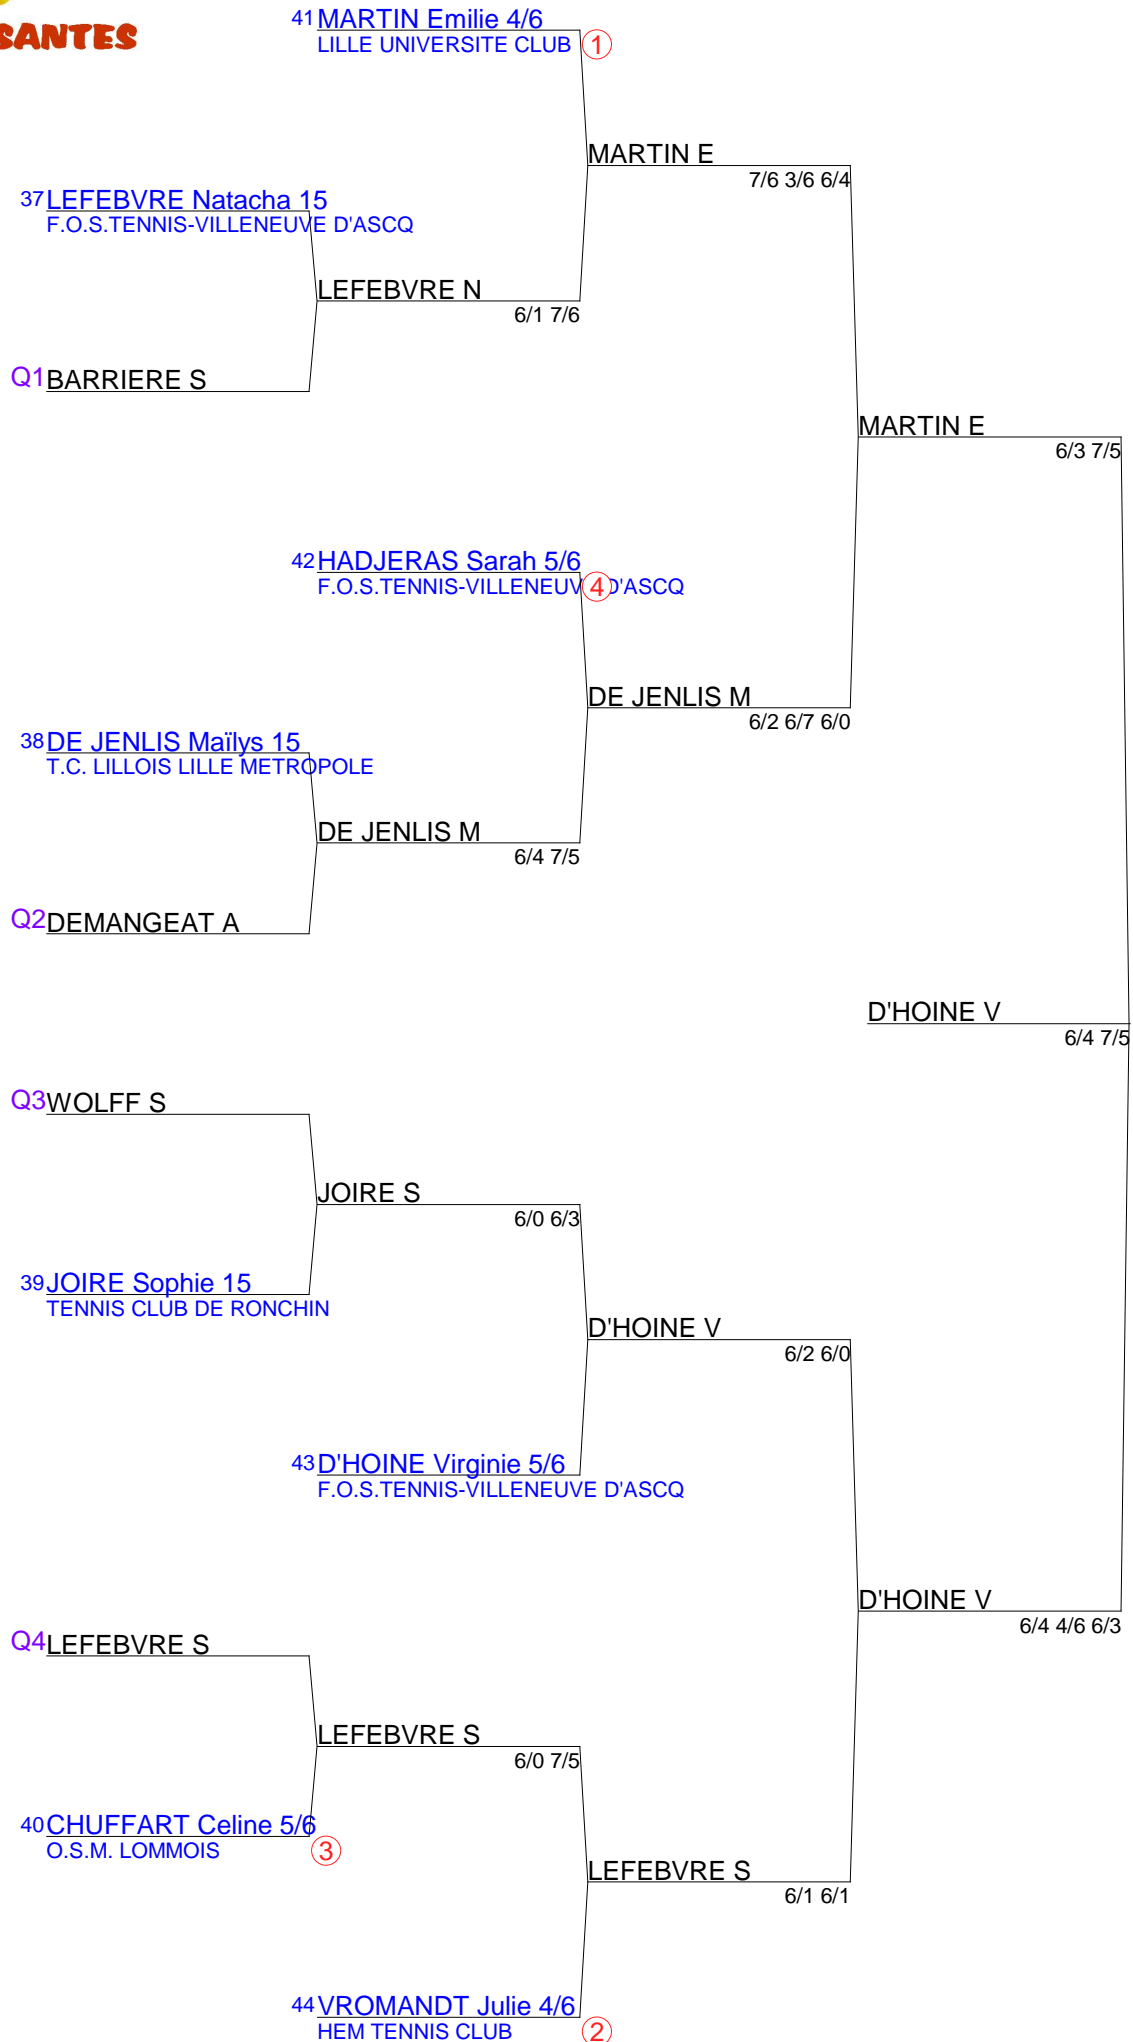 SANTES
41 MARTIN Emilie 4/6
LILLE UNIVERSITE CLUB 1
MARTIN E
7/6 3/6 6/4
37 LEFEBVRE Natacha 15
F.O.S.TENNIS-VILLENEUVE D'ASCQ
LEFEBVRE N
6/1 7/6
Q1 BARRIERE S
MARTIN E
6/3 7/5
42 HADJERAS Sarah 5/6
F.O.S.TENNIS-VILLENEUV D'ASCQ 4
DE JENLIS M
6/2 6/7 6/0
38 DE JENLIS Maïlys 15
T.C. LILLOIS LILLE METROPOLE
DE JENLIS M
6/4 7/5
Q2 DEMANGEAT A
D'HOINE V
6/4 7/5
Q3 WOLFF S
JOIRE S
6/0 6/3
39 JOIRE Sophie 15
TENNIS CLUB DE RONCHIN
D'HOINE V
6/2 6/0
43 D'HOINE Virginie 5/6
F.O.S.TENNIS-VILLENEUVE D'ASCQ
D'HOINE V
6/4 4/6 6/3
Q4 LEFEBVRE S
LEFEBVRE S
6/0 7/5
40 CHUFFART Celine 5/6
O.S.M. LOMMOIS 3
LEFEBVRE S
6/1 6/1
44 VROMANDT Julie 4/6
HEM TENNIS CLUB 2